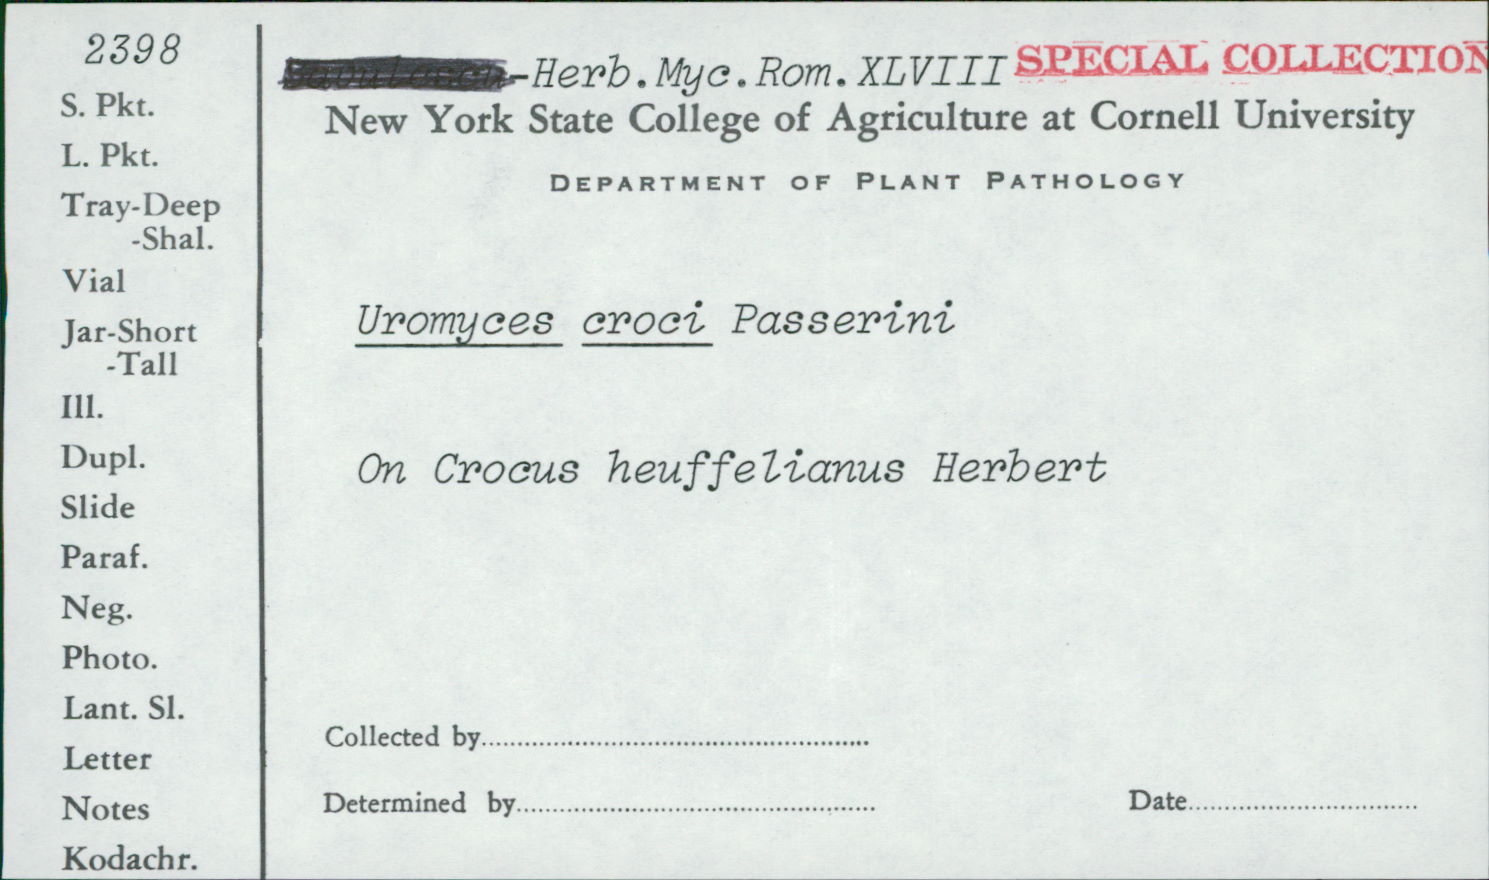 2398
S. Pkt.
L. Pkt.
Tray-Deep
-Shal.
Vial
Jar-Short
-Tall
Ill.
Dupl.
Slide
Paraf.
Neg.
Photo.
Lant. Sl.
Letter
Notes
Kodachr.
-Herb. Myc. Rom. XLVIII SPECIAL COLLECTION
New York State College of Agriculture at Cornell University
DEPARTMENT OF PLANT PATHOLOGY
Uromyces croci Passerini
On Crocus heuffelianus Herbert
Collected by
Determined by
Date